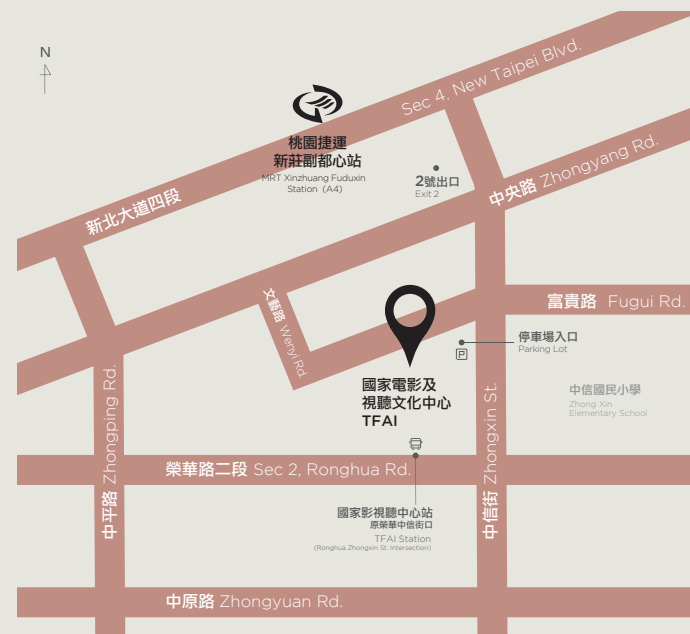 N
Sec 4, New Taipei Blvd.
桃園捷運
新莊副都心站
MRT Xinzhuang Fuduxin
Station (A4)
2號出口
Exit 2
中央路 Zhongyang Rd.
新北大道四段
文藝路 Wenyi Rd
富貴路 Fugui Rd.
停車場入口
Parking Lot
P
國家電影及
視聽文化中心
TFAI
中信國民小學
Zhong Xin
Elementary School
中平路 Zhongping Rd.
中信街 Zhongxin St.
榮華路二段 Sec 2, Ronghua Rd.
國家影視聽中心站
原榮華中信街口
TFAI Station
(Ronghua Zhongxin St. Intersection)
中原路 Zhongyuan Rd.